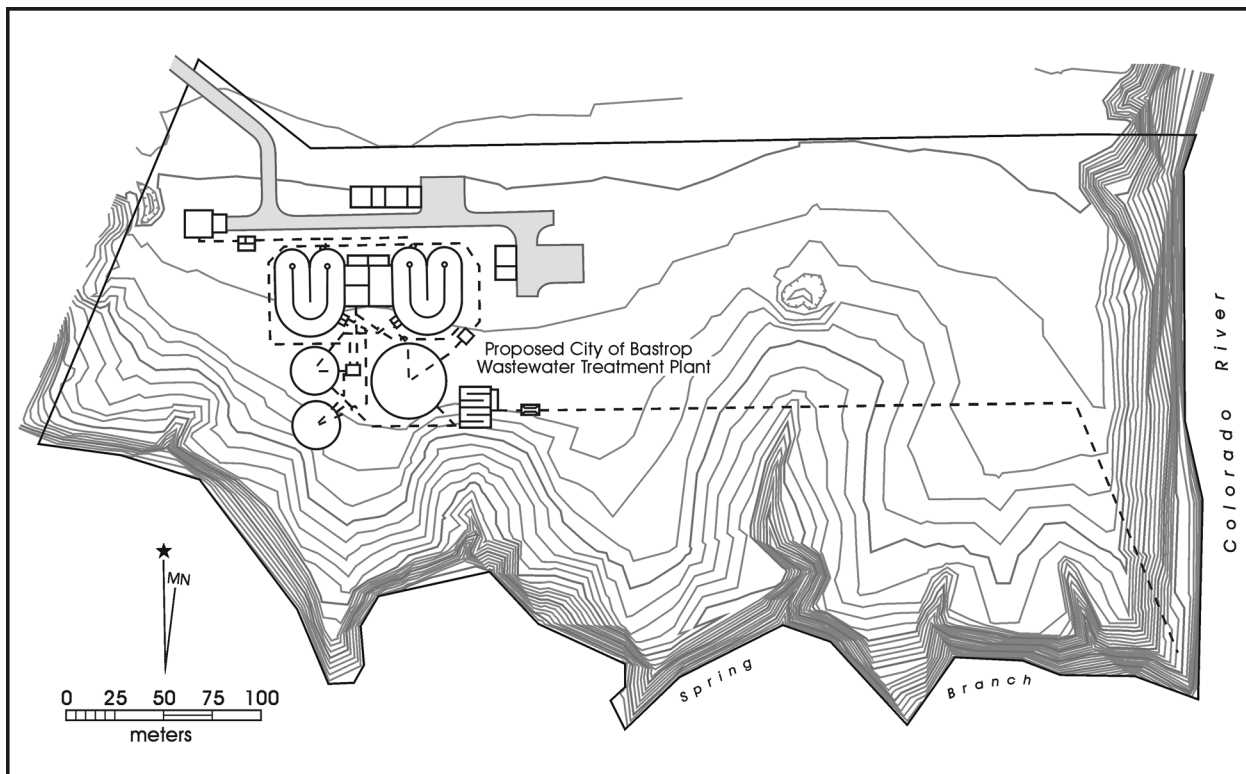 Proposed City of Bastrop
Wastewater Treatment Plant
Colorado River
MN
Spring Branch
0 25 50 75 100
meters